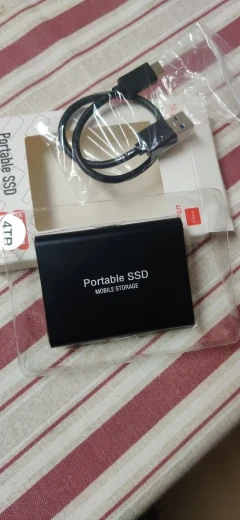 Portable SSD
4TB
Portable SSD
MOBILE STORAGE